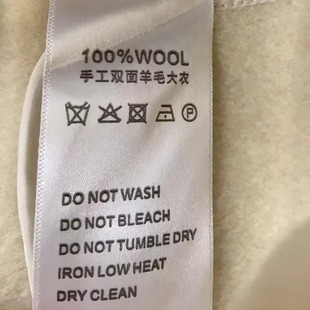 100%WOOL
手工双面羊毛大衣
P
DO NOT WASH
DO NOT BLEACH
DO NOT TUMBLE DRY
IRON LOW HEAT
DRY CLEAN